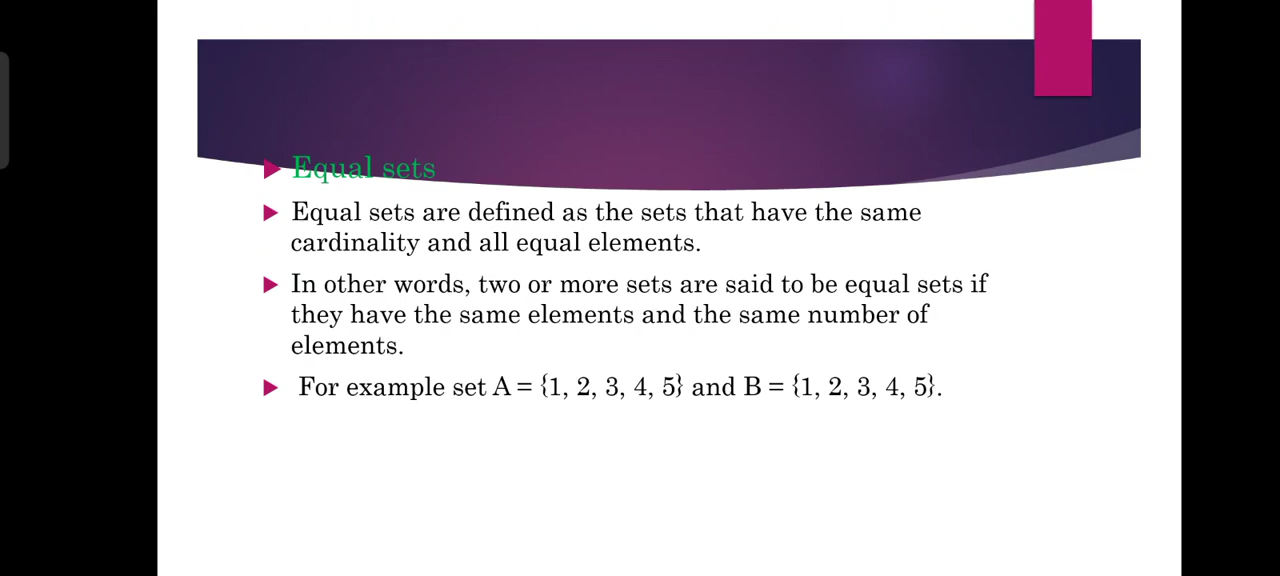 Equal sets
Equal sets are defined as the sets that have the same
cardinality and all equal elements.
In other words, two or more sets are said to be equal sets if
they have the same elements and the same number of
elements.
For example set A = {1, 2, 3, 4, 5} and B = {1, 2, 3, 4, 5}.